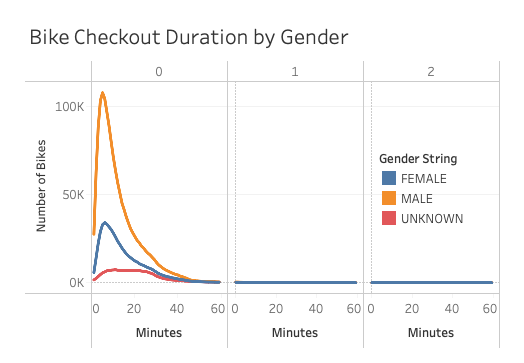 Bike Checkout Duration by Gender
0 1 2
100K
50K
0K
Number of Bikes
Gender String
FEMALE
MALE
UNKNOWN
0 20 40 60 0 20 40 60 0 20 40 60
Minutes Minutes Minutes